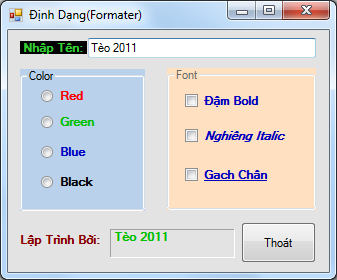 Định Dạng(Formater)
Nhập Tên: Tèo 2011
Color
Red
Green
Blue
Black
Font
Đậm Bold
Nghiêng Italic
Gạch Chân
Lập Trình Bởi: Tèo 2011
Thoát